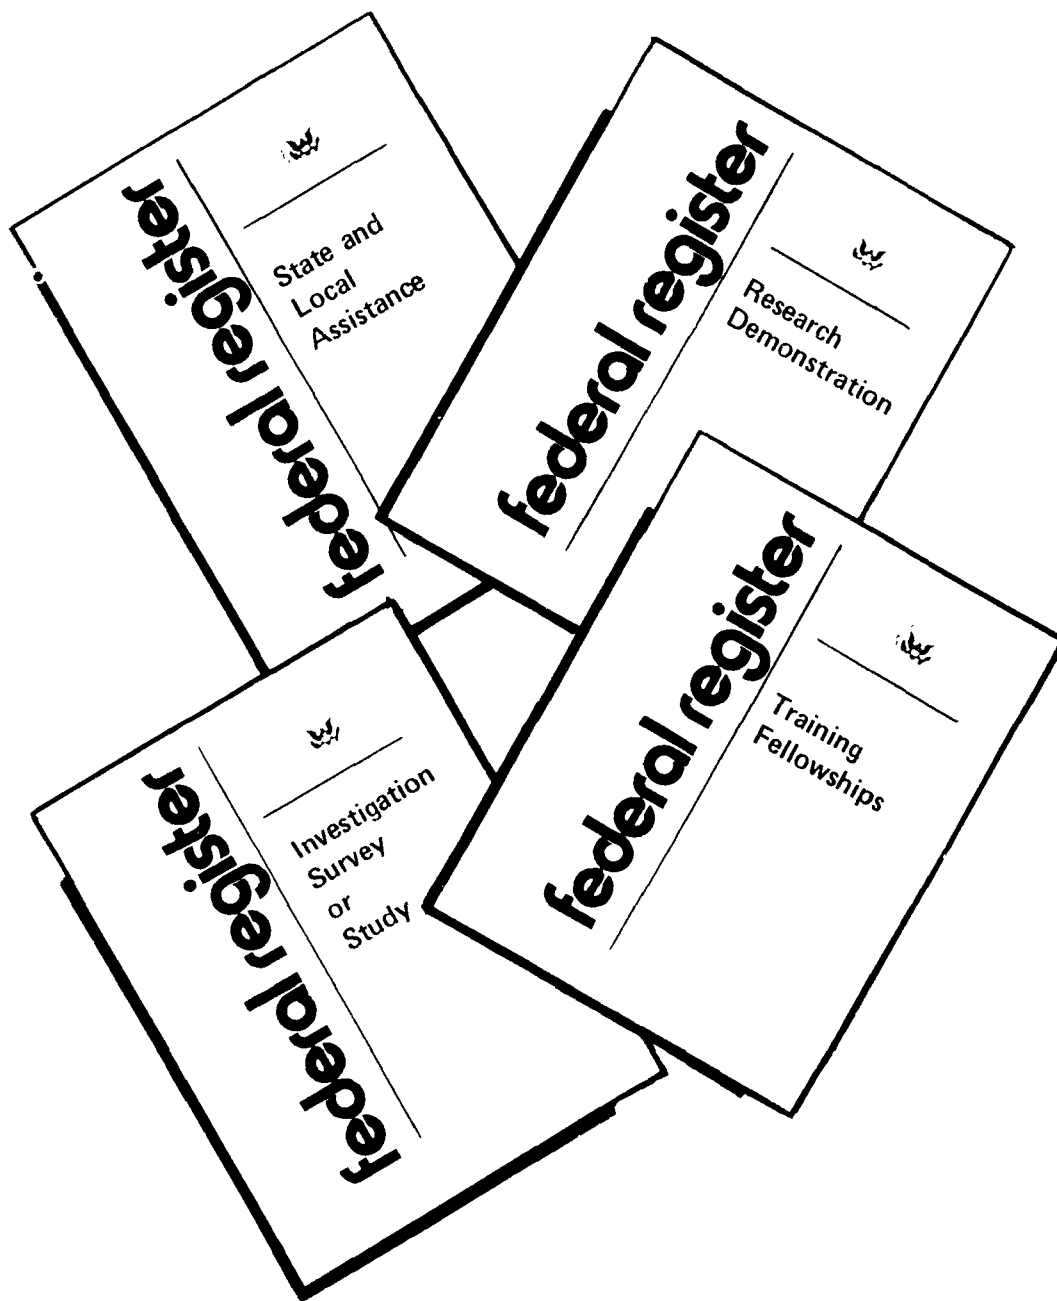 federal register
State and
Local
Assistance
federal register
Research
Demonstration
federal register
Investigation
Survey
or
Study
federal register
Training
Fellowships